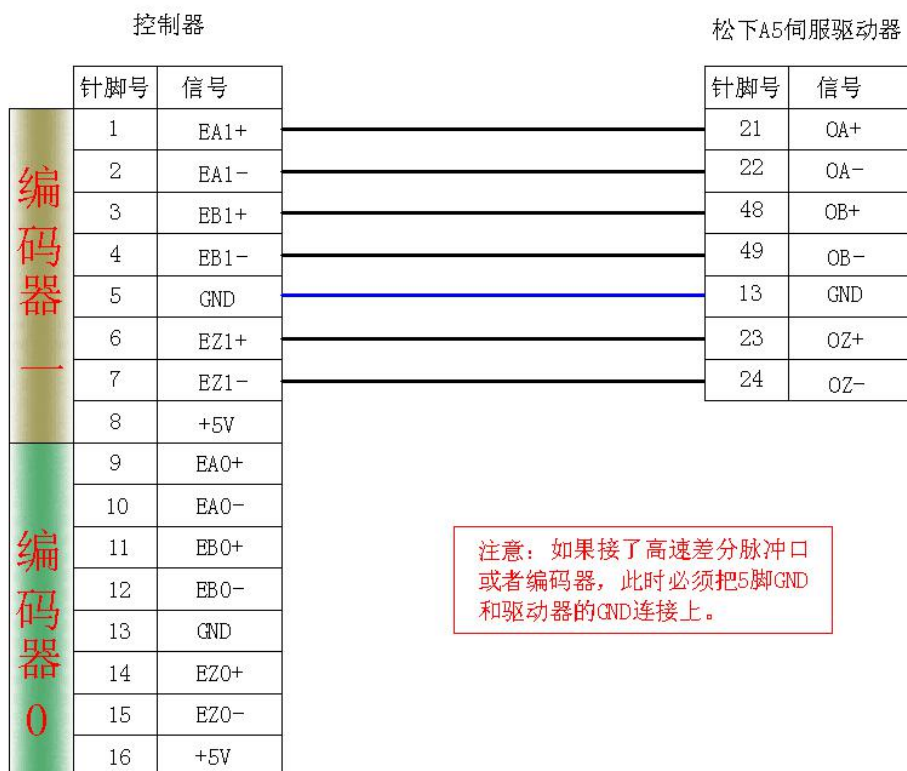 控制器
松下A5伺服驱动器
针脚号 信号
针脚号 信号
编码器一
1 EA1+
2 EA1-
3 EB1+
4 EB1-
5 GND
6 EZ1+
7 EZ1-
8 +5V
编码器0
9 EA0+
10 EA0-
11 EB0+
12 EB0-
13 GND
14 EZ0+
15 EZ0-
16 +5V
21 OA+
22 OA-
48 OB+
49 OB-
13 GND
23 OZ+
24 OZ-
注意：如果接了高速差分脉冲口
或者编码器，此时必须把5脚GND
和驱动器的GND连接上。